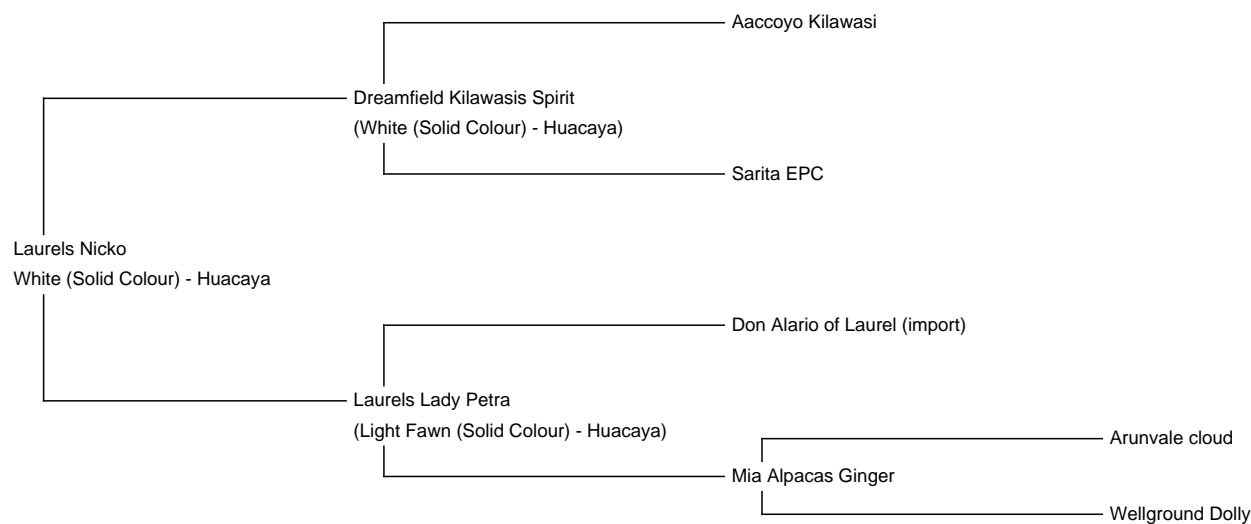 Aaccoyo Kilawasi
Dreamfield Kilawasis Spirit
(White (Solid Colour) - Huacaya)
Sarita EPC
Laurels Nicko
White (Solid Colour) - Huacaya
Don Alario of Laurel (import)
Laurels Lady Petra
(Light Fawn (Solid Colour) - Huacaya)
Arunvale cloud
Mia Alpacas Ginger
Wellground Dolly